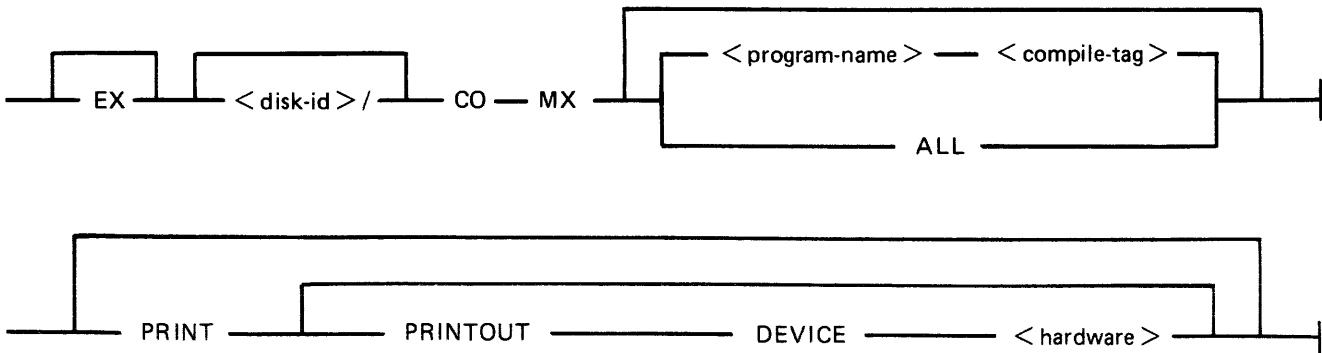 <program-name> <compile-tag>
EX <disk-id>/ CO MX
ALL
PRINT PRINTOUT DEVICE <hardware>